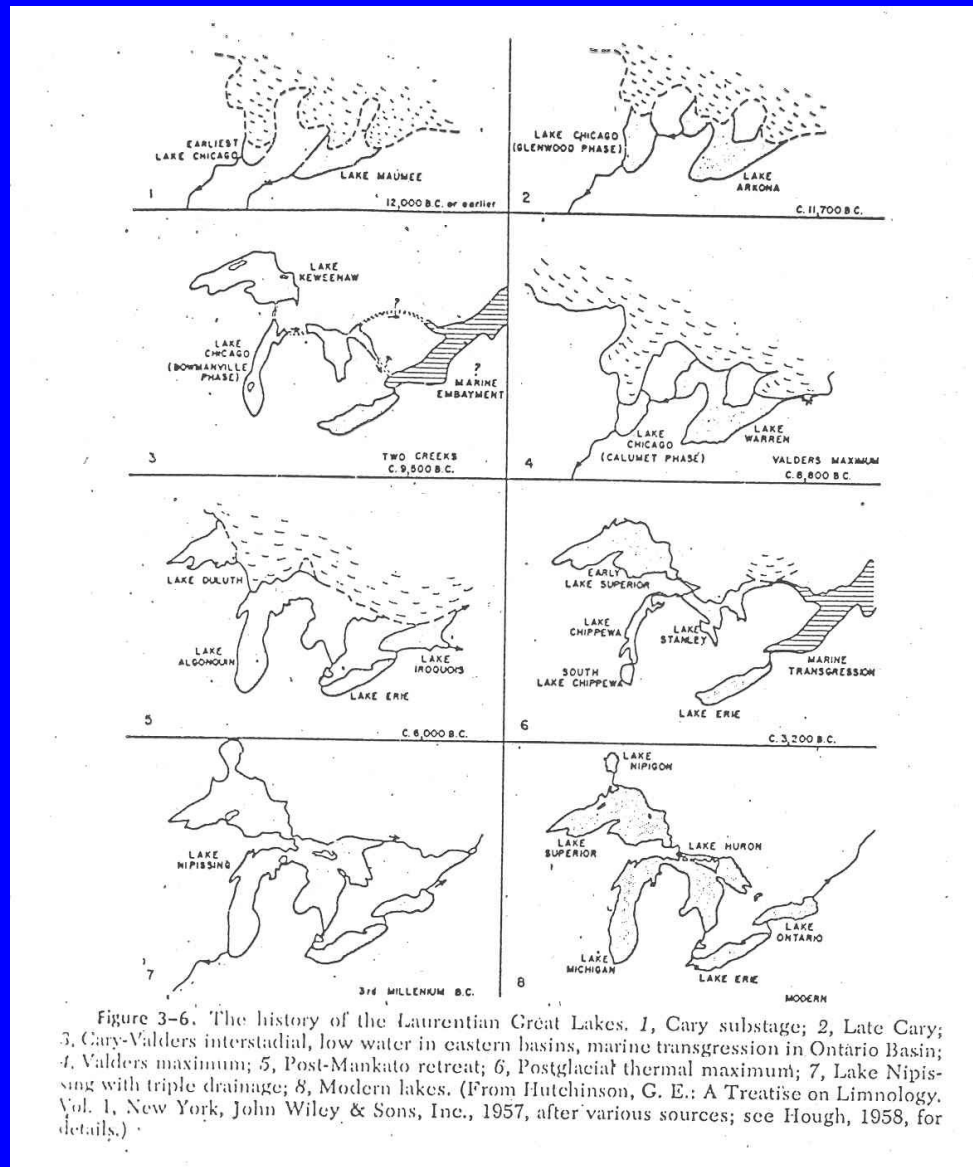 EARLIEST
LAKE CHICAGO
LAKE MAUMEE
1
12,000 B.C. or earlier
LAKE CHICAGO
(GLENWOOD PHASE)
LAKE
ARKONA
2
C. 11,700 B.C.
LAKE
KEWEENAW
LAKE
CHICAGO
(BOWMANVILLE
PHASE)
?
?
?
MARINE
EMBAYMENT
3
TWO CREEKS
C. 9,500 B.C.
LAKE
CHICAGO
(CALUMET PHASE)
LAKE
WARREN
4
VALDERS MAXIMUM
C. 8,800 B.C.
LAKE DULUTH
LAKE
ALGONQUIN
LAKE
IROQUOIS
LAKE ERIE
5
C. 6,000 B.C.
EARLY
LAKE SUPERIOR
LAKE
CHIPPEWA
LAKE
STANLEY
SOUTH
LAKE CHIPPEWA
MARINE
TRANSGRESSION
LAKE ERIE
6
C. 3,200 B.C.
LAKE
NIPISSING
7
3rd MILLENIUM B.C.
LAKE
NIPIGON
LAKE
SUPERIOR
LAKE HURON
LAKE
ONTARIO
LAKE
MICHIGAN
LAKE ERIE
8
MODERN
Figure 3-6. The history of the Laurentian Great Lakes. 1, Cary substage; 2, Late Cary;
3, Cary-Valders interstadial, low water in eastern basins, marine transgression in Ontario Basin;
4, Valders maximum; 5, Post-Mankato retreat; 6, Postglacial thermal maximum; 7, Lake Nipis-
sing with triple drainage; 8, Modern lakes. (From Hutchinson, G. E.: A Treatise on Limnology.
Vol. 1, New York, John Wiley & Sons, Inc., 1957, after various sources; see Hough, 1958, for
details.)